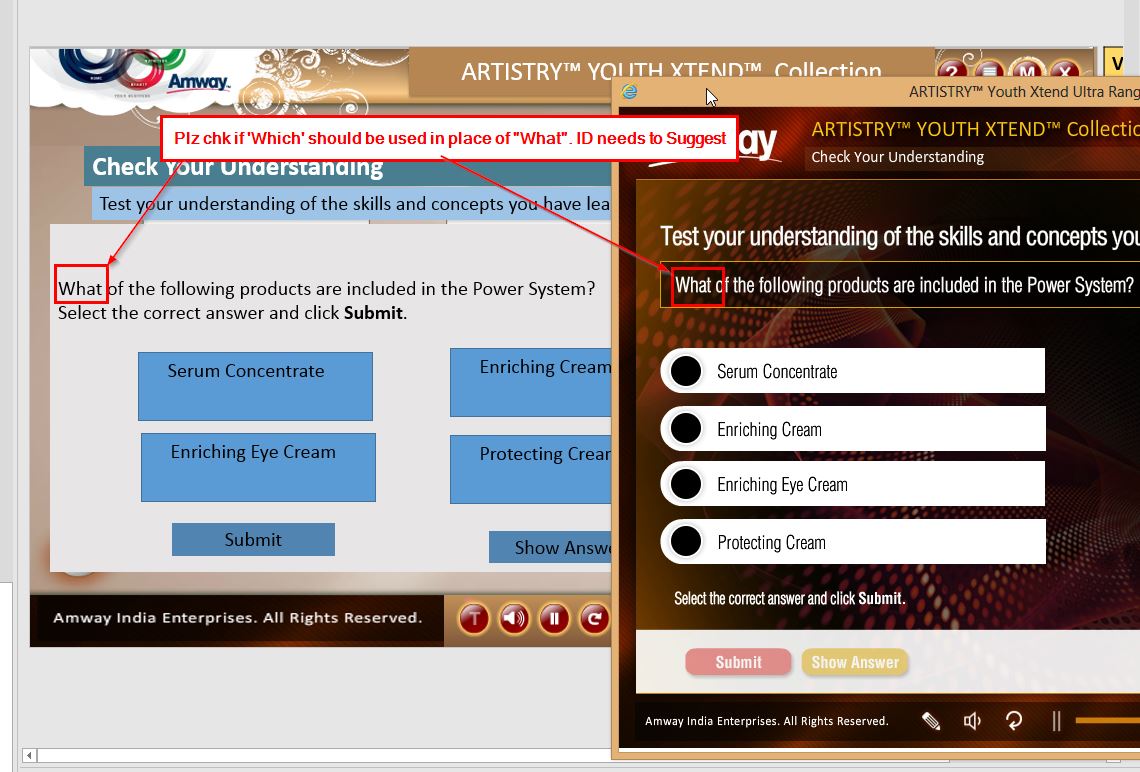 Amway
ARTISTRY™ YOUTH XTEND™ Collection
? M X
V
ARTISTRY™ Youth Xtend Ultra Rang
Plz chk if 'Which' should be used in place of "What". ID needs to Suggest
way
ARTISTRY™ YOUTH XTEND™ Collectio
Check Your Understanding
Check Your Understanding
Test your understanding of the skills and concepts you have lea
Test your understanding of the skills and concepts you
What of the following products are included in the Power System?
Select the correct answer and click Submit.
What of the following products are included in the Power System?
Serum Concentrate
Enriching Cream
Enriching Eye Cream
Protecting Crear
Submit
Show Answe
Serum Concentrate
Enriching Cream
Enriching Eye Cream
Protecting Cream
Select the correct answer and click Submit.
Submit
Show Answer
Amway India Enterprises. All Rights Reserved.
T
Amway India Enterprises. All Rights Reserved.